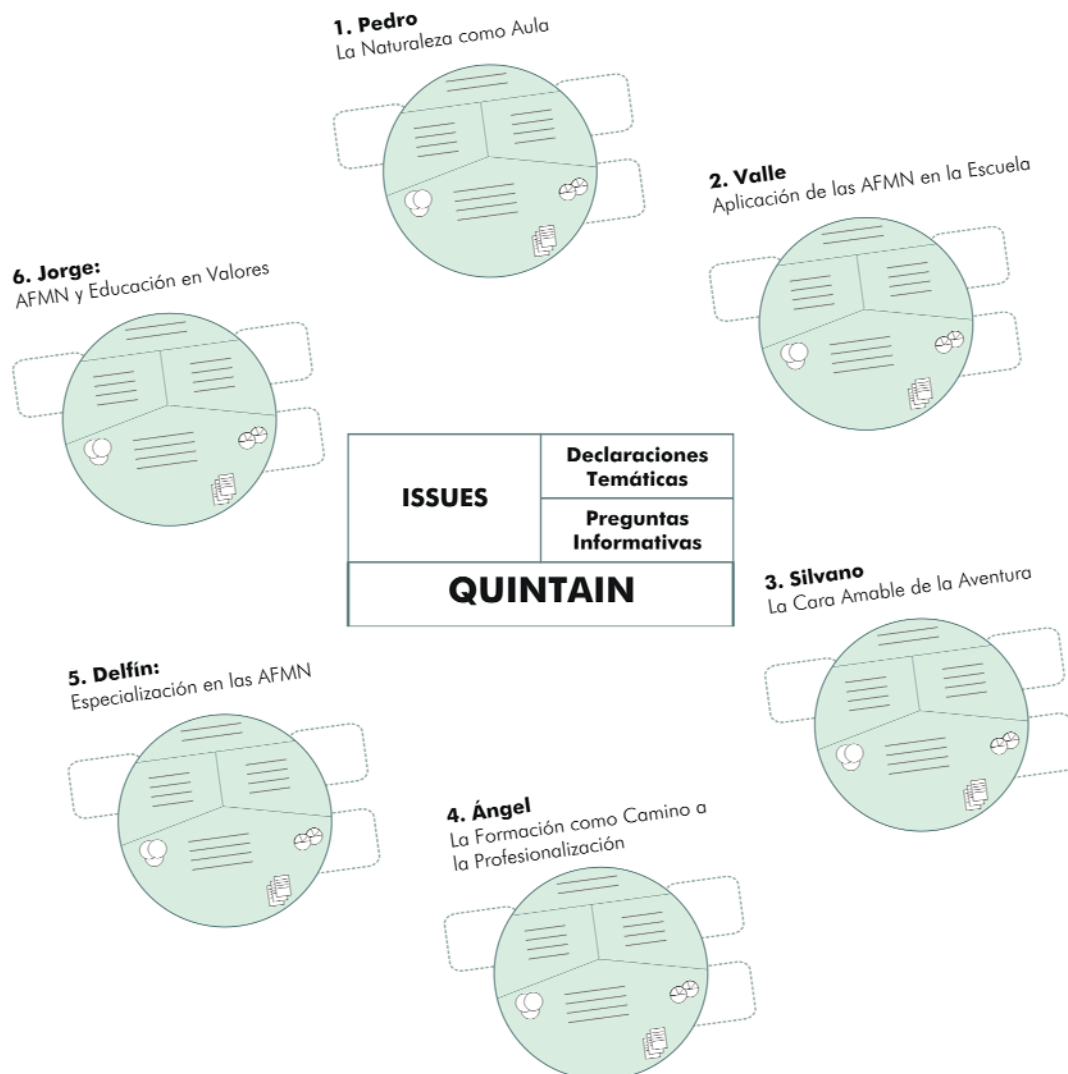 1. Pedro
La Naturaleza como Aula
2. Valle
Aplicación de las AFMN en la Escuela
6. Jorge:
AFMN y Educación en Valores
ISSUES
Declaraciones
Temáticas
Preguntas
Informativas
QUINTAIN
3. Silvano
La Cara Amable de la Aventura
5. Delfín:
Especialización en las AFMN
4. Ángel
La Formación como Camino a
la Profesionalización